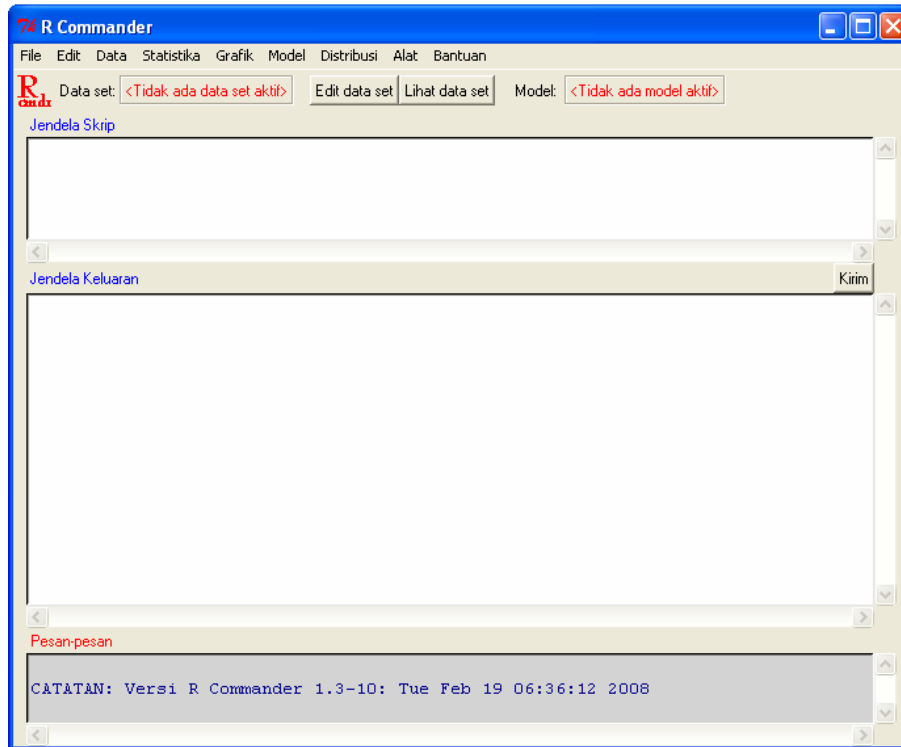 R Commander
File Edit Data Statistika Grafik Model Distribusi Alat Bantuan
R cmdr Data set: <Tidak ada data set aktif> Edit data set Lihat data set Model: <Tidak ada model aktif>
Jendela Skrip
Jendela Keluaran Kirim
Pesan-pesan
CATATAN: Versi R Commander 1.3-10: Tue Feb 19 06:36:12 2008